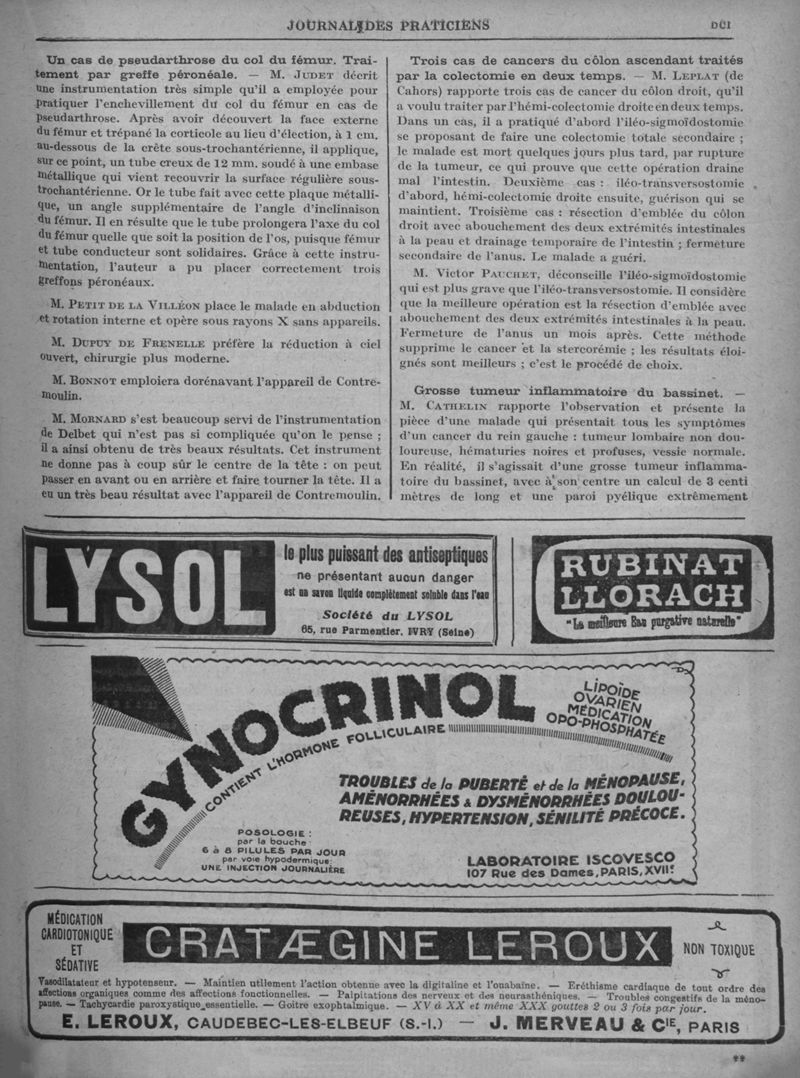 JOURNAL DES PRATICIENS
DCI
Un cas de pseudarthrose du col du fémur. Trai-
tement par greffe péronéale. — M. JUDET décrit
une instrumentation très simple qu'il a employée pour
pratiquer l'enchevillement du col du fémur en cas de
pseudarthrose. Après avoir découvert la face externe
du fémur et trépané la corticole au lieu d'élection, à 1 cm.
au-dessous de la crête sous-trochantérienne, il applique,
sur ce point, un tube creux de 12 mm. soudé à une embase
métallique qui vient recouvrir la surface régulière sous-
trochantérienne. Or le tube fait avec cette plaque métalli-
que, un angle supplémentaire de l'angle d'inclinaison
du fémur. Il en résulte que le tube prolongera l'axe du col
du fémur quelle que soit la position de l'os, puisque fémur
et tube conducteur sont solidaires. Grâce à cette instru-
mentation, l'auteur a pu placer correctement trois
greffons péronéaux.
M. PETIT DE LA VILLÉON place le malade en abduction
et rotation interne et opère sous rayons X sans appareils.
M. DUPUY DE FRENELLE préfère la réduction à ciel
ouvert, chirurgie plus moderne.
M. BONNOT emploiera dorénavant l'appareil de Contre-
moulin.
M. MORNARD s'est beaucoup servi de l'instrumentation
de Delbet qui n'est pas si compliquée qu'on le pense ;
il a ainsi obtenu de très beaux résultats. Cet instrument
ne donne pas à coup sûr le centre de la tête : on peut
passer en avant ou en arrière et faire tourner la tête. Il a
eu un très beau résultat avec l'appareil de Contremoulin.
Trois cas de cancers du côlon ascendant traités
par la colectomie en deux temps. — M. LEPLAT (de
Cahors) rapporte trois cas de cancer du côlon droit, qu'il
a voulu traiter par l'hémi-colectomie droite en deux temps.
Dans un cas, il a pratiqué d'abord l'iléo-sigmoïdostomie
se proposant de faire une colectomie totale secondaire ;
le malade est mort quelques jours plus tard, par rupture
de la tumeur, ce qui prouve que cette opération draine
mal l'intestin. Deuxième cas : iléo-transversostomie
d'abord, hémi-colectomie droite ensuite, guérison qui se
maintient. Troisième cas : résection d'emblée du côlon
droit avec abouchement des deux extrémités intestinales
à la peau et drainage temporaire de l'intestin ; fermeture
secondaire de l'anus. Le malade a guéri.
M. Victor PAUCHET, déconseille l'iléo-sigmoïdostomie
qui est plus grave que l'iléo-transversostomie. Il considère
que la meilleure opération est la résection d'emblée avec
abouchement des deux extrémités intestinales à la peau.
Fermeture de l'anus un mois après. Cette méthode
supprime le cancer et la stercorémie ; les résultats éloi-
gnés sont meilleurs ; c'est le procédé de choix.
Grosse tumeur inflammatoire du bassinet. —
M. CATHELIN rapporte l'observation et présente la
pièce d'une malade qui présentait tous les symptômes
d'un cancer du rein gauche : tumeur lombaire non dou-
loureuse, hématuries noires et profuses, vessie normale.
En réalité, il s'agissait d'une grosse tumeur inflamma-
toire du bassinet, avec à son centre un calcul de 3 centi
mètres de long et une paroi pyélique extrêmement
LYSOL
le plus puissant des antiseptiques
ne présentant aucun danger
est un savon liquide complètement soluble dans l'eau
Société du LYSOL
65, rue Parmentier, IVRY (Seine)
RUBINAT
LLORACH
"La meilleure Eau purgative naturelle"
GYNOCRINOL
CONTIENT L'HORMONE FOLLICULAIRE
LIPOÏDE
OVARIEN
MÉDICATION
OPO-PHOSPHATÉE
TROUBLES de la PUBERTÉ et de la MÉNOPAUSE,
AMÉNORRHÉES & DYSMÉNORRHÉES DOULOU-
REUSES, HYPERTENSION, SÉNILITÉ PRÉCOCE.
POSOLOGIE :
par la bouche :
6 à 8 PILULES PAR JOUR
par voie hypodermique:
UNE INJECTION JOURNALIÈRE
LABORATOIRE ISCOVESCO
107 Rue des Dames, PARIS, XVIIe
MÉDICATION
CARDIOTONIQUE
ET
SÉDATIVE
CRATÆGINE LEROUX
NON TOXIQUE
Vasodilatateur et hypotenseur. — Maintien utilement l'action obtenue avec la digitaline et l'ouabaïne. — Eréthisme cardiaque de tout ordre des
affections organiques comme des affections fonctionnelles. — Palpitations des nerveux et des neurasthéniques. — Troubles congestifs de la méno-
pause. — Tachycardie paroxystique essentielle. — Goitre exophtalmique. — XV à XX et même XXX gouttes 2 ou 3 fois par jour.
E. LEROUX, CAUDEBEC-LES-ELBEUF (S.-I.) — J. MERVEAU & CIE, PARIS
**